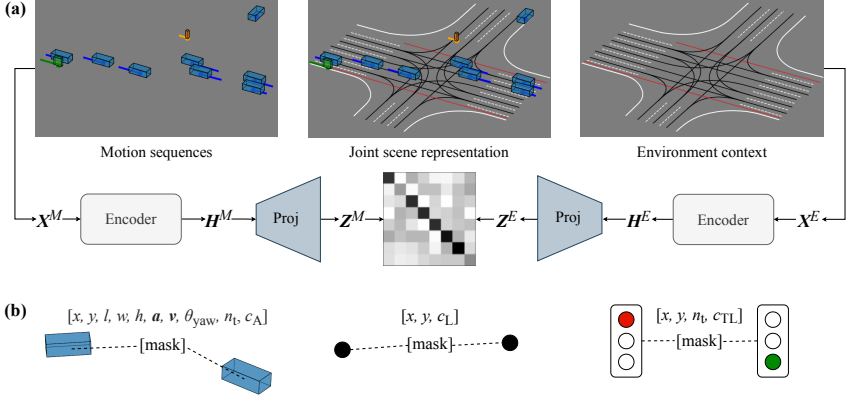 (a)
Motion sequences
Joint scene representation
Environment context
X^M Encoder H^M Proj Z^M Z^E Proj H^E Encoder X^E
(b)
[x, y, l, w, h, a, v, θ_yaw, n_t, c_A]
[x, y, c_L]
[x, y, n_t, c_TL]
[mask]
[mask]
[mask]